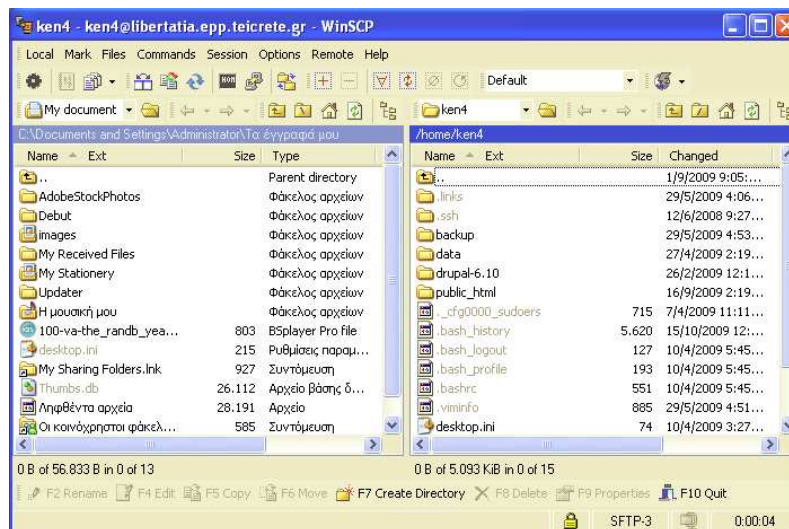 ken4 - ken4@libertatia.epp.teicrete.gr - WinSCP
Local Mark Files Commands Session Options Remote Help
Default
My document
ken4
C:\Documents and Settings\Administrator\Τα έγγραφά μου
/home/ken4
Name Ext Size Type
Name Ext Size Changed
.. Parent directory
.. 1/9/2009 9:05:...
AdobeStockPhotos Φάκελος αρχείων
.links 29/5/2009 4:06...
Debut Φάκελος αρχείων
.ssh 12/6/2008 9:27...
images Φάκελος αρχείων
backup 29/5/2009 4:53...
My Received Files Φάκελος αρχείων
data 27/4/2009 2:19...
My Stationery Φάκελος αρχείων
drupal-6.10 26/2/2009 12:1...
Updater Φάκελος αρχείων
public_html 16/9/2009 2:19...
Η μουσική μου Φάκελος αρχείων
._cfg0000_sudoers 715 7/4/2009 11:11...
100-va-the_randb_yea... 803 BSplayer Pro file
.bash_history 5.620 15/10/2009 12:...
desktop.ini 215 Ρυθμίσεις παραμ...
.bash_logout 127 10/4/2009 5:45...
My Sharing Folders.lnk 927 Συντόμευση
.bash_profile 193 10/4/2009 5:45...
Thumbs.db 26.112 Αρχείο βάσης δ...
.bashrc 551 10/4/2009 5:45...
Ληφθέντα αρχεία 28.191 Αρχείο
.viminfo 885 29/5/2009 4:51...
Οι κοινόχρηστοι φάκελ... 585 Συντόμευση
desktop.ini 74 10/4/2009 3:27...
0 B of 56.833 B in 0 of 13
0 B of 5.093 KiB in 0 of 15
F2 Rename F4 Edit F5 Copy F6 Move F7 Create Directory F8 Delete F9 Properties F10 Quit
SFTP-3 0:00:04